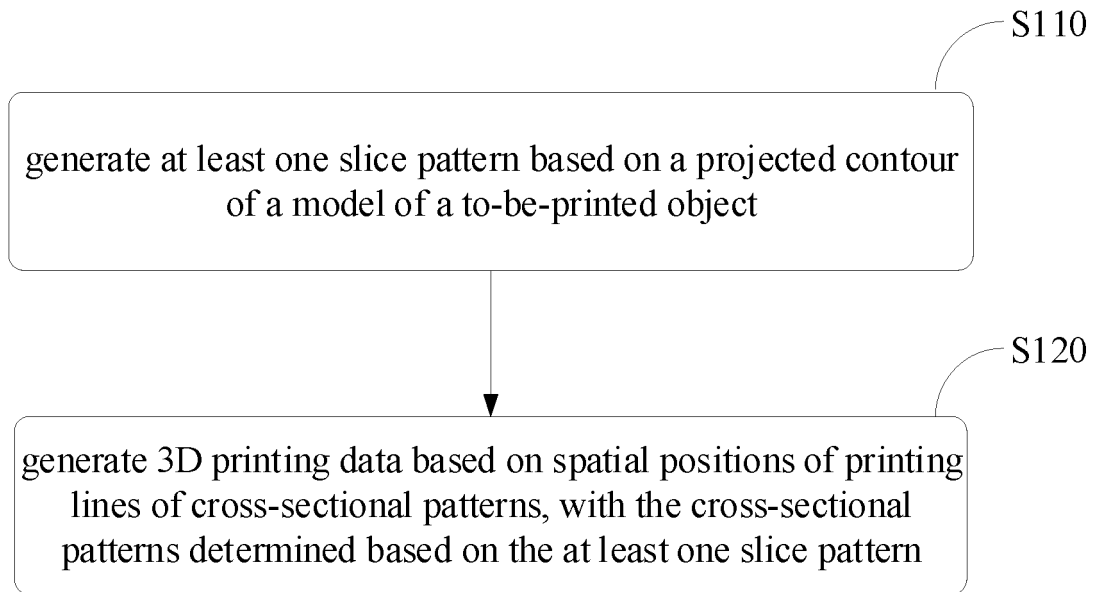 S110
generate at least one slice pattern based on a projected contour
of a model of a to-be-printed object
S120
generate 3D printing data based on spatial positions of printing
lines of cross-sectional patterns, with the cross-sectional
patterns determined based on the at least one slice pattern